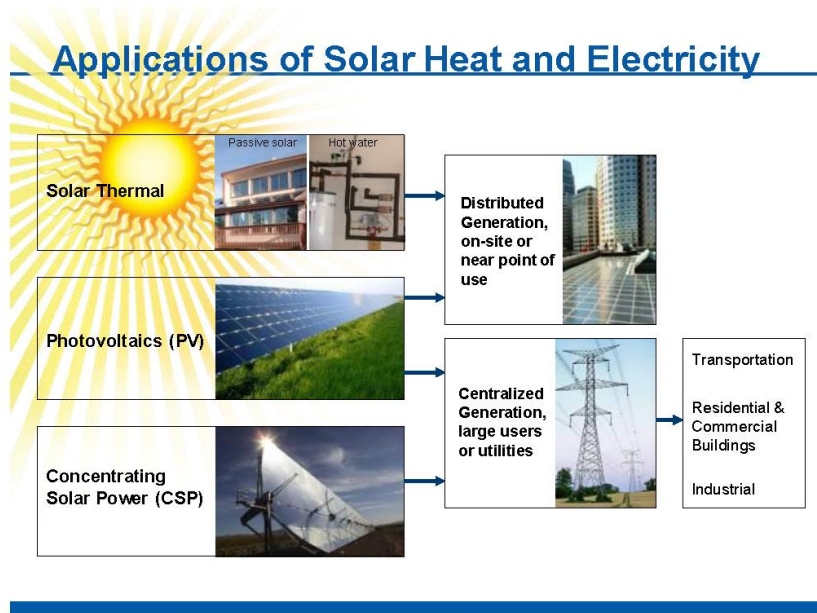 Applications of Solar Heat and Electricity
Passive solar
Hot water
Solar Thermal
Distributed
Generation,
on-site or
near point of
use
Photovoltaics (PV)
Centralized
Generation,
large users
or utilities
Transportation
Residential &
Commercial
Buildings
Industrial
Concentrating
Solar Power (CSP)